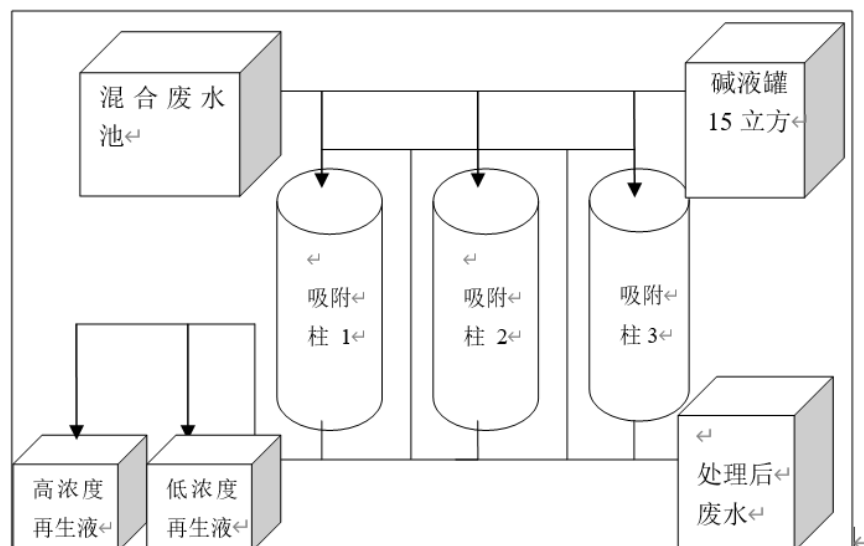 混合废水
池
碱液罐
15立方
吸附
柱 1
吸附
柱 2
吸附
柱3
高浓度
再生液
低浓度
再生液
处理后
废水